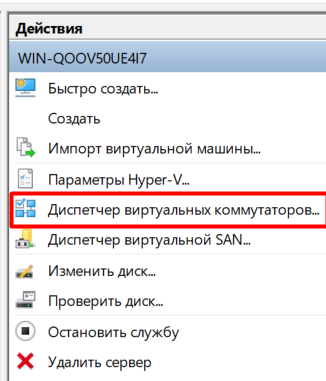 Действия
WIN-QOOV50UE4I7
Быстро создать...
Создать
Импорт виртуальной машины...
Параметры Hyper-V...
Диспетчер виртуальных коммутаторов...
Диспетчер виртуальной SAN...
Изменить диск...
Проверить диск...
Остановить службу
Удалить сервер